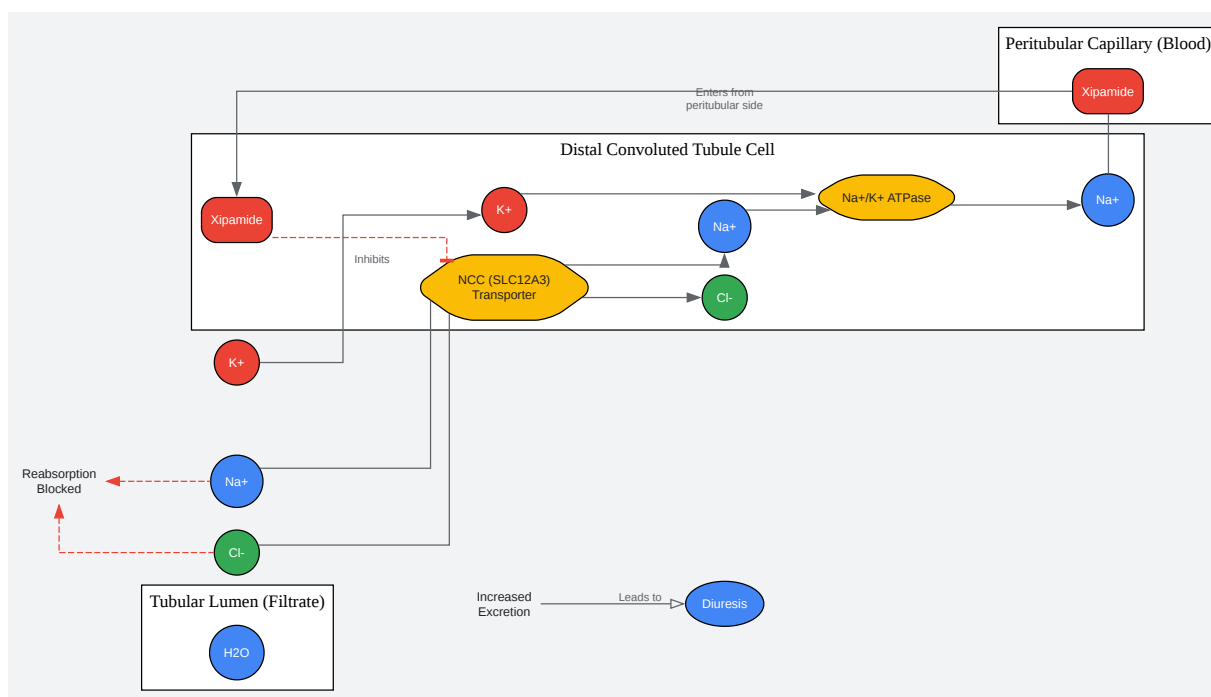 Peritubular Capillary (Blood)
Xipamide
Enters from
peritubular side
Distal Convoluted Tubule Cell
Xipamide
K+
Na+/K+ ATPase
Na+
Na+
Inhibits
NCC (SLC12A3)
Transporter
Cl-
K+
Reabsorption
Blocked
Na+
Cl-
Tubular Lumen (Filtrate)
H2O
Increased
Excretion
Leads to
Diuresis